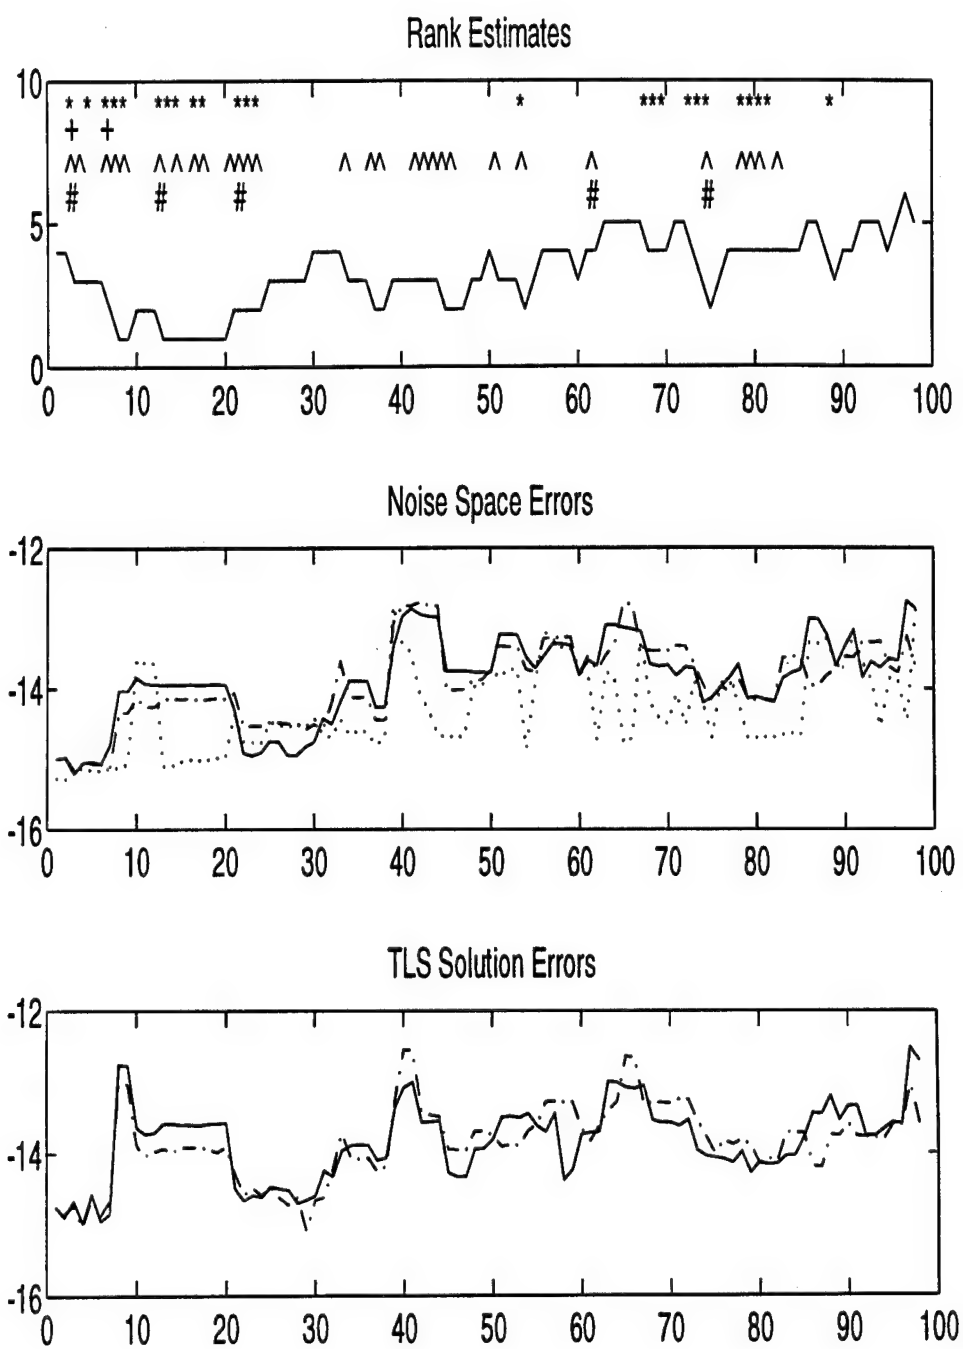 Rank Estimates
10
* * *** *** ** *** * *** *** **** *
+ +
^^ ^^^ ^ ^ ^^ ^^^^ ^ ^^ ^^^^^ ^ ^ ^ ^ ^^^^ ^
# # # # #
5
0
0 10 20 30 40 50 60 70 80 90 100
Noise Space Errors
-12
-14
-16
0 10 20 30 40 50 60 70 80 90 100
TLS Solution Errors
-12
-14
-16
0 10 20 30 40 50 60 70 80 90 100